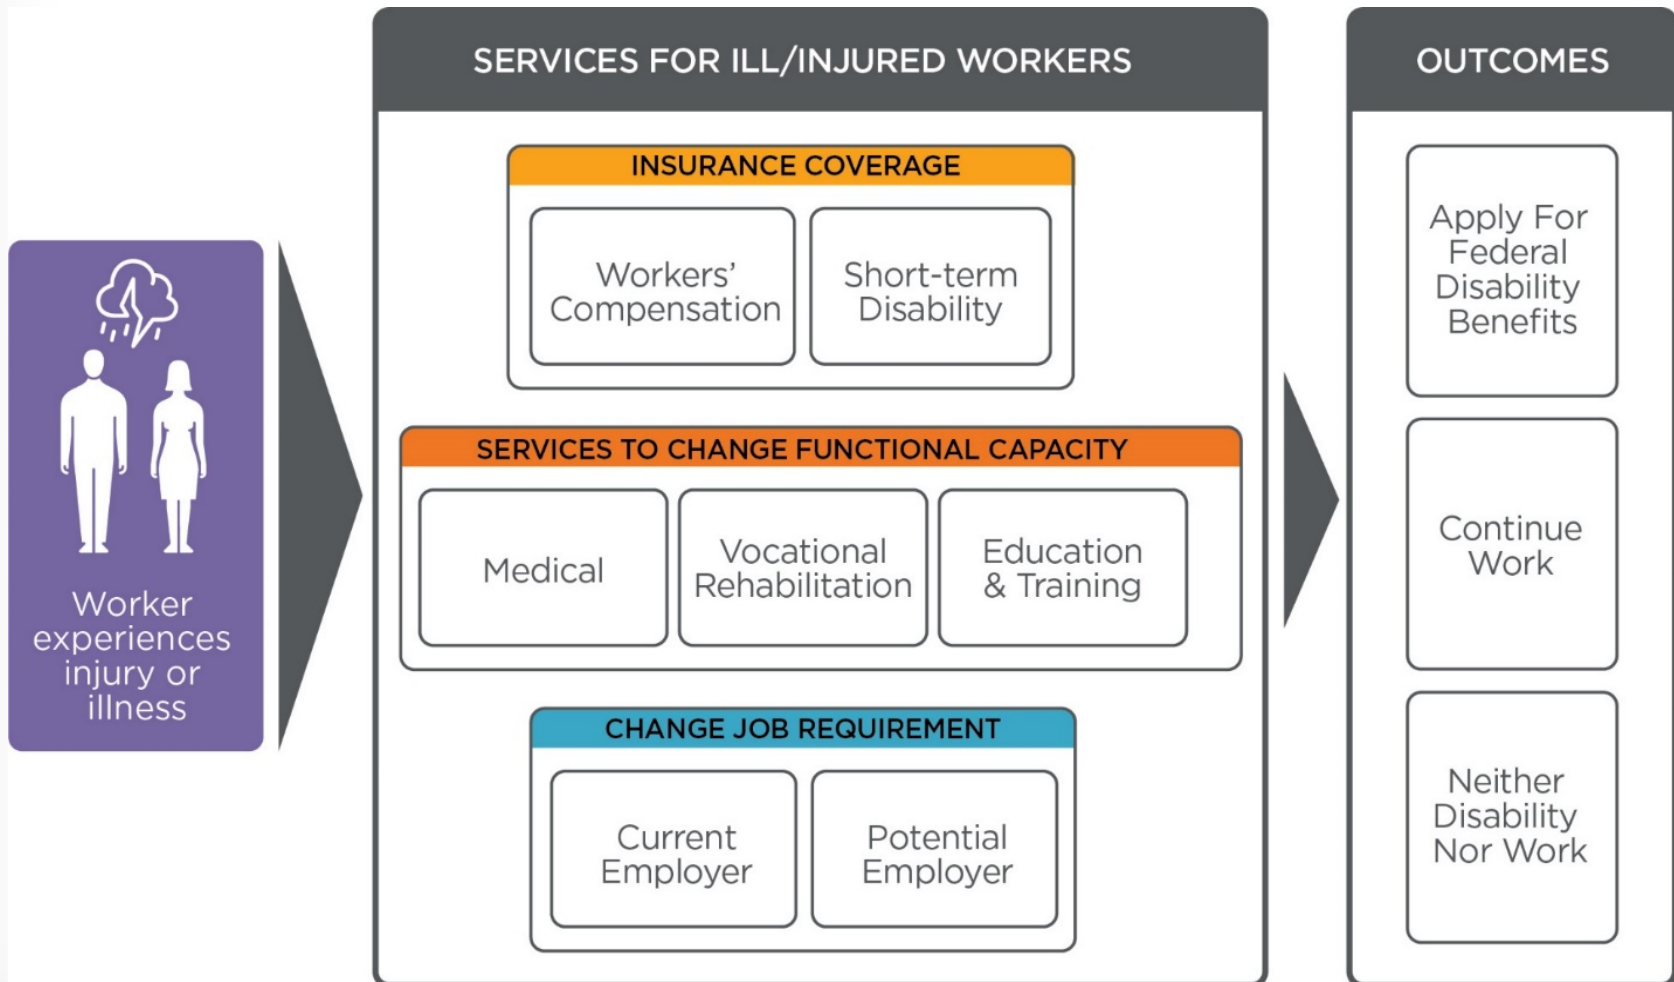 Worker
experiences
injury or
illness
SERVICES FOR ILL/INJURED WORKERS
INSURANCE COVERAGE
Workers’
Compensation
Short-term
Disability
SERVICES TO CHANGE FUNCTIONAL CAPACITY
Medical
Vocational
Rehabilitation
Education
& Training
CHANGE JOB REQUIREMENT
Current
Employer
Potential
Employer
OUTCOMES
Apply For
Federal
Disability
Benefits
Continue
Work
Neither
Disability
Nor Work